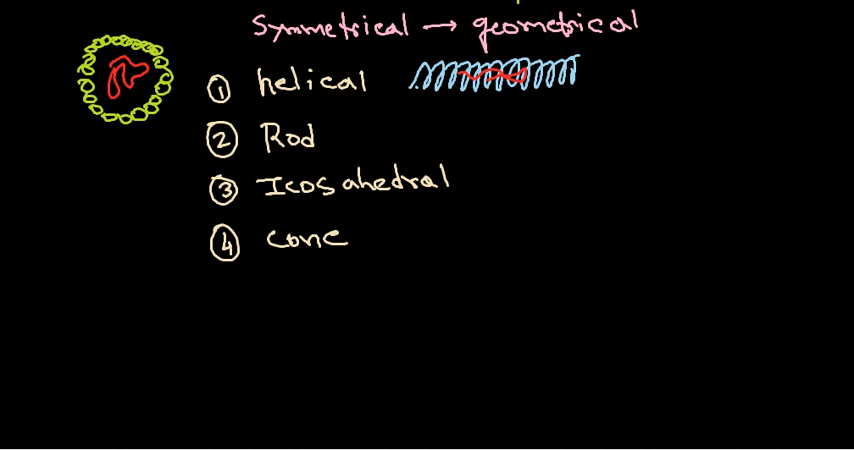 Symmetrical → geometrical
① helical
② Rod
③ Icosahedral
④ cone